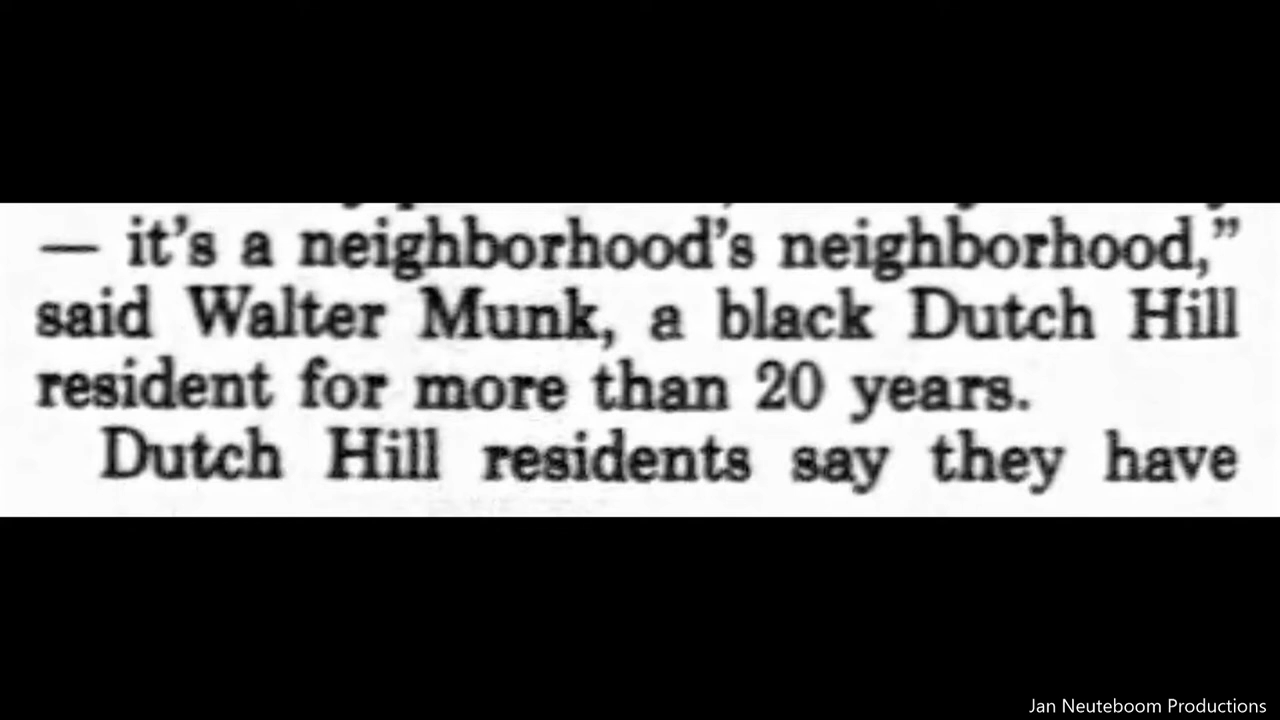 — it's a neighborhood's neighborhood,”
said Walter Munk, a black Dutch Hill
resident for more than 20 years.
Dutch Hill residents say they have
Jan Neuteboom Productions